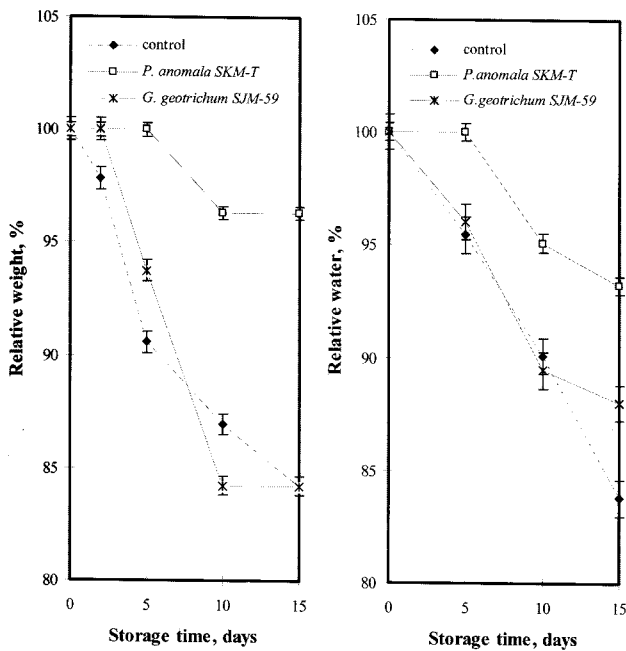 control
P. anomala SKM-T
G. geotrichum SJM-59
Relative weight, %
105
100
95
90
85
80
0 5 10 15
Storage time, days
control
P.anomala SKM-T
G.geotrichum SJM-59
Relative water, %
105
100
95
90
85
80
0 5 10 15
Storage time, days